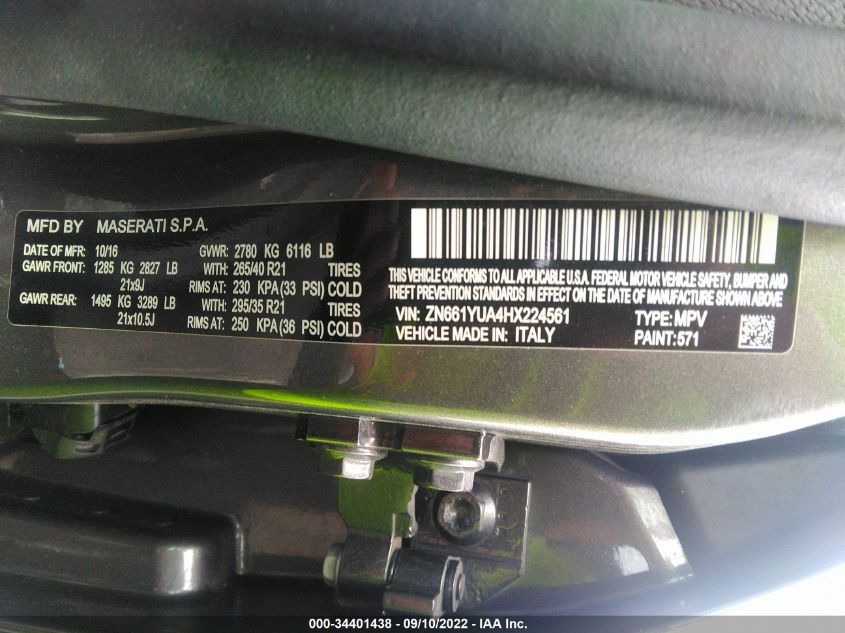 MFD BY MASERATI S.P.A.
DATE OF MFR: 10/16 GVWR: 2780 KG 6116 LB
GAWR FRONT: 1285 KG 2827 LB WITH: 265/40 R21 TIRES
21x9J RIMS AT: 230 KPA (33 PSI) COLD
GAWR REAR: 1495 KG 3289 LB WITH: 295/35 R21 TIRES
21x10.5J RIMS AT: 250 KPA (36 PSI) COLD
THIS VEHICLE CONFORMS TO ALL APPLICABLE U.S.A. FEDERAL MOTOR VEHICLE SAFETY, BUMPER AND
THEFT PREVENTION STANDARDS IN EFFECT ON THE DATE OF MANUFACTURE SHOWN ABOVE
VIN: ZN661YUA4HX224561 TYPE: MPV
VEHICLE MADE IN: ITALY PAINT:571
000-34401438 - 09/10/2022 - IAA Inc.